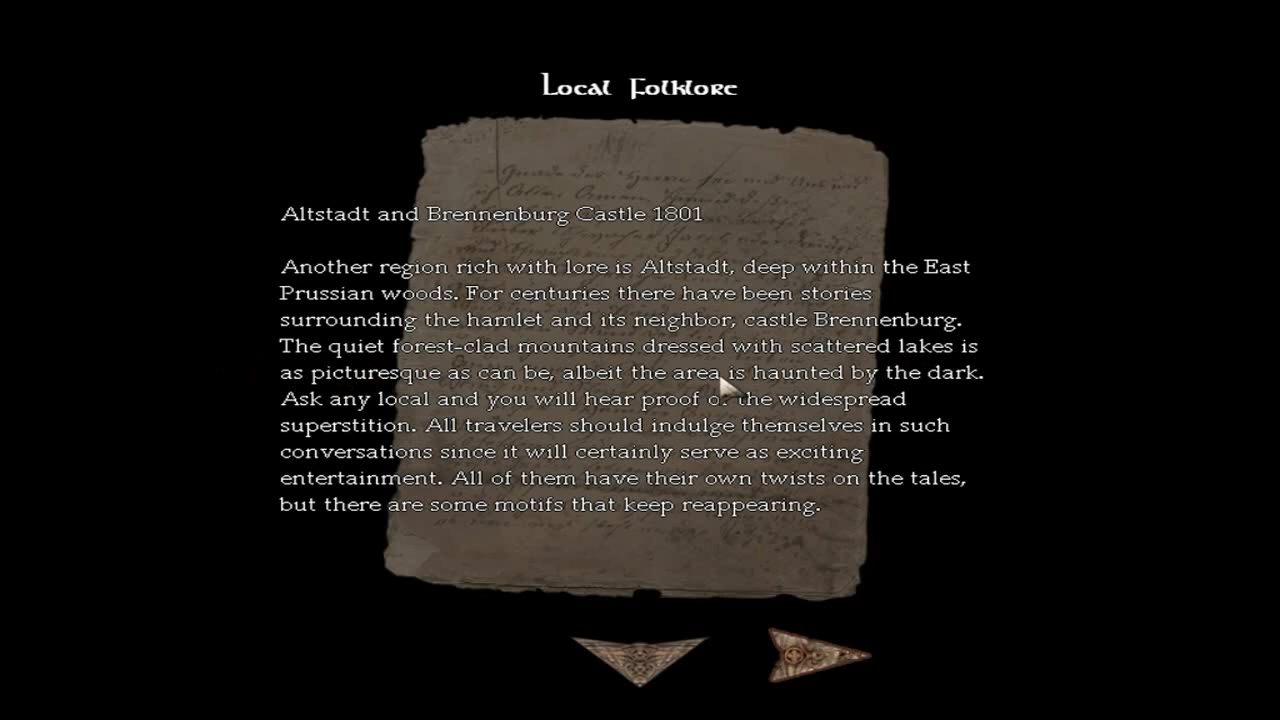 Local Folklore
Altstadt and Brennenburg Castle 1801
Another region rich with lore is Altstadt, deep within the East
Prussian woods. For centuries there have been stories
surrounding the hamlet and its neighbor, castle Brennenburg.
The quiet forest-clad mountains dressed with scattered lakes is
as picturesque as can be, albeit the area is haunted by the dark.
Ask any local and you will hear proof of the widespread
superstition. All travelers should indulge themselves in such
conversations since it will certainly serve as exciting
entertainment. All of them have their own twists on the tales,
but there are some motifs that keep reappearing.